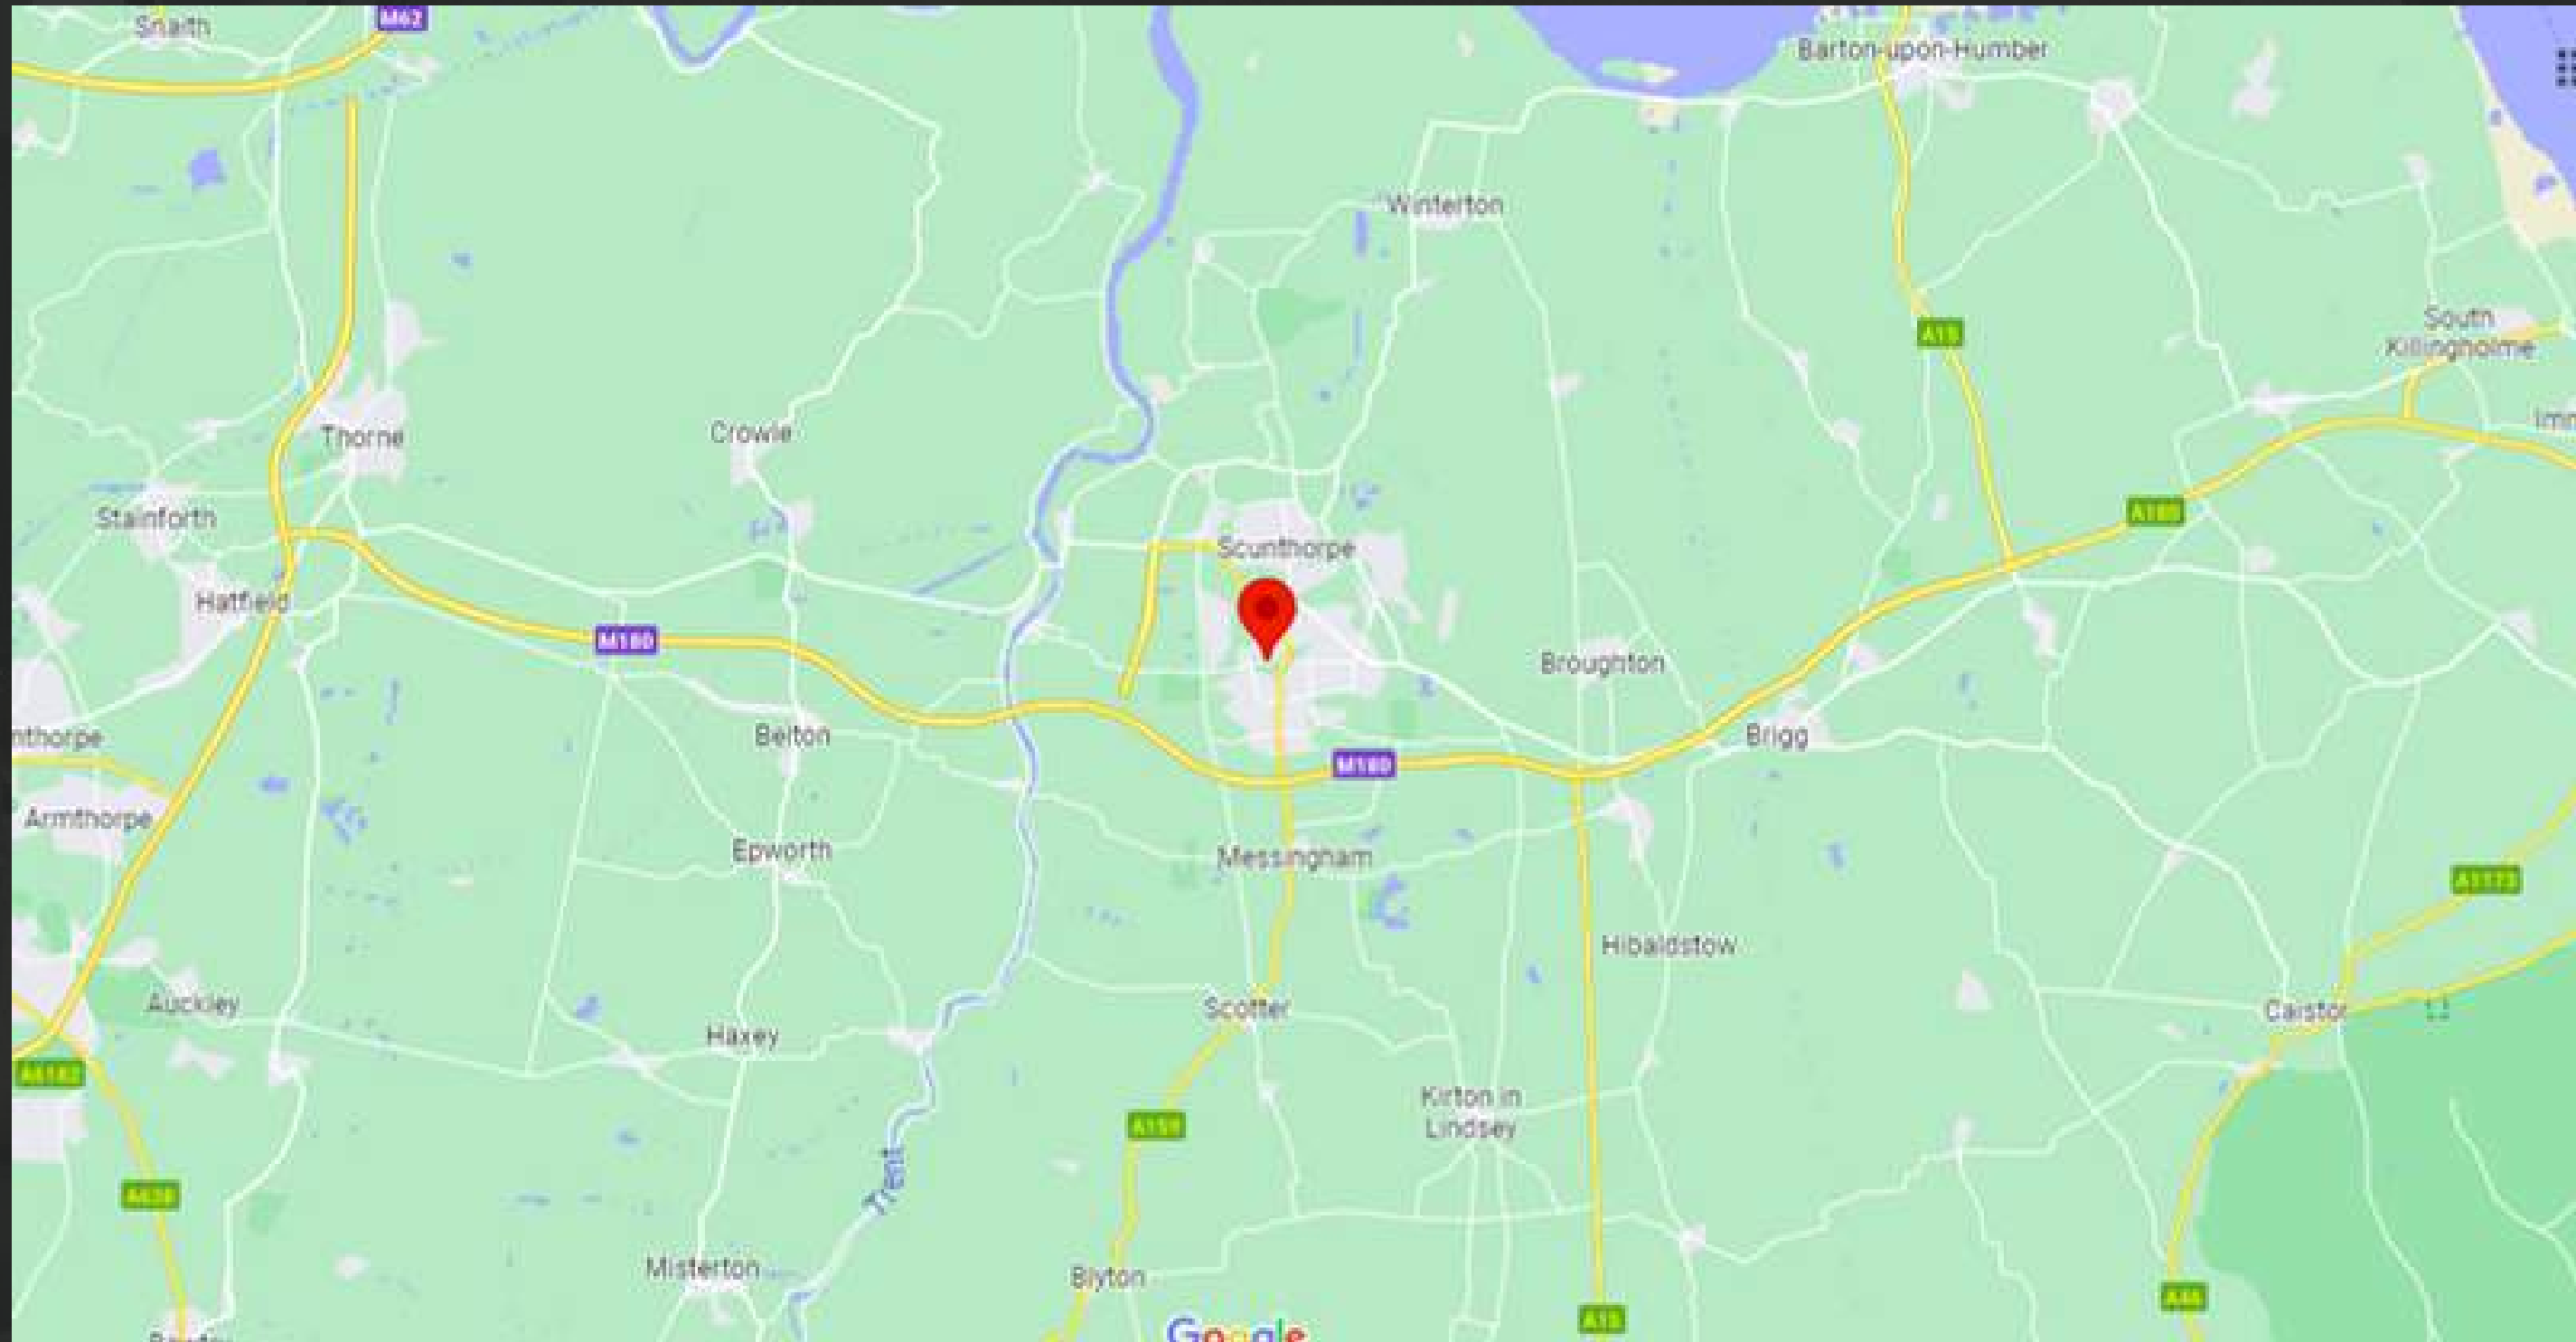 M62
Snaith
Barton-upon-Humber
Winterton
A15
South
Killingholme
Thorne
Crowle
Stainforth
A180
Scunthorpe
Hatfield
M180
Broughton
nthorpe
Belton
Brigg
M180
Armthorpe
Epworth
Messingham
A1173
Hibaldstow
Auckley
Scotter
Caistor
Haxey
A6182
Kirton in
Lindsey
A159
Trent
A638
Misterton
Blyton
A46
A15
Google